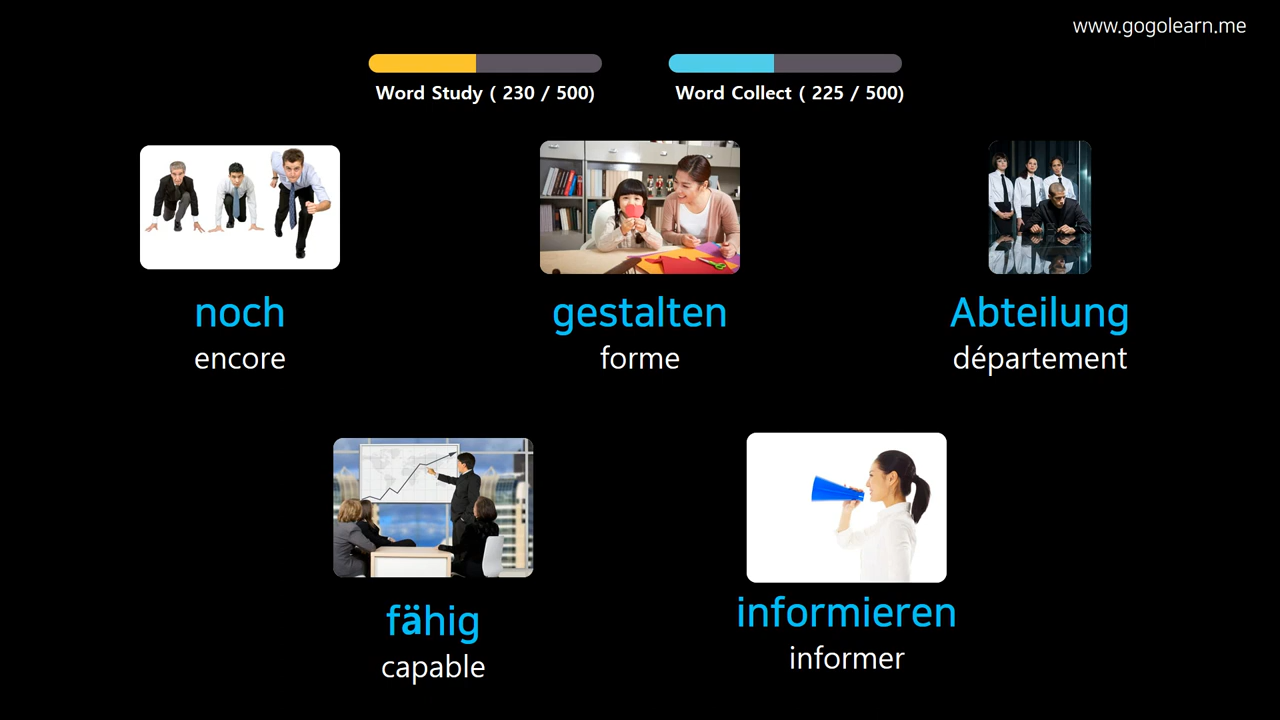 www.gogolearn.me
Word Study ( 230 / 500)
Word Collect ( 225 / 500)
noch
encore
gestalten
forme
Abteilung
département
fähig
capable
informieren
informer